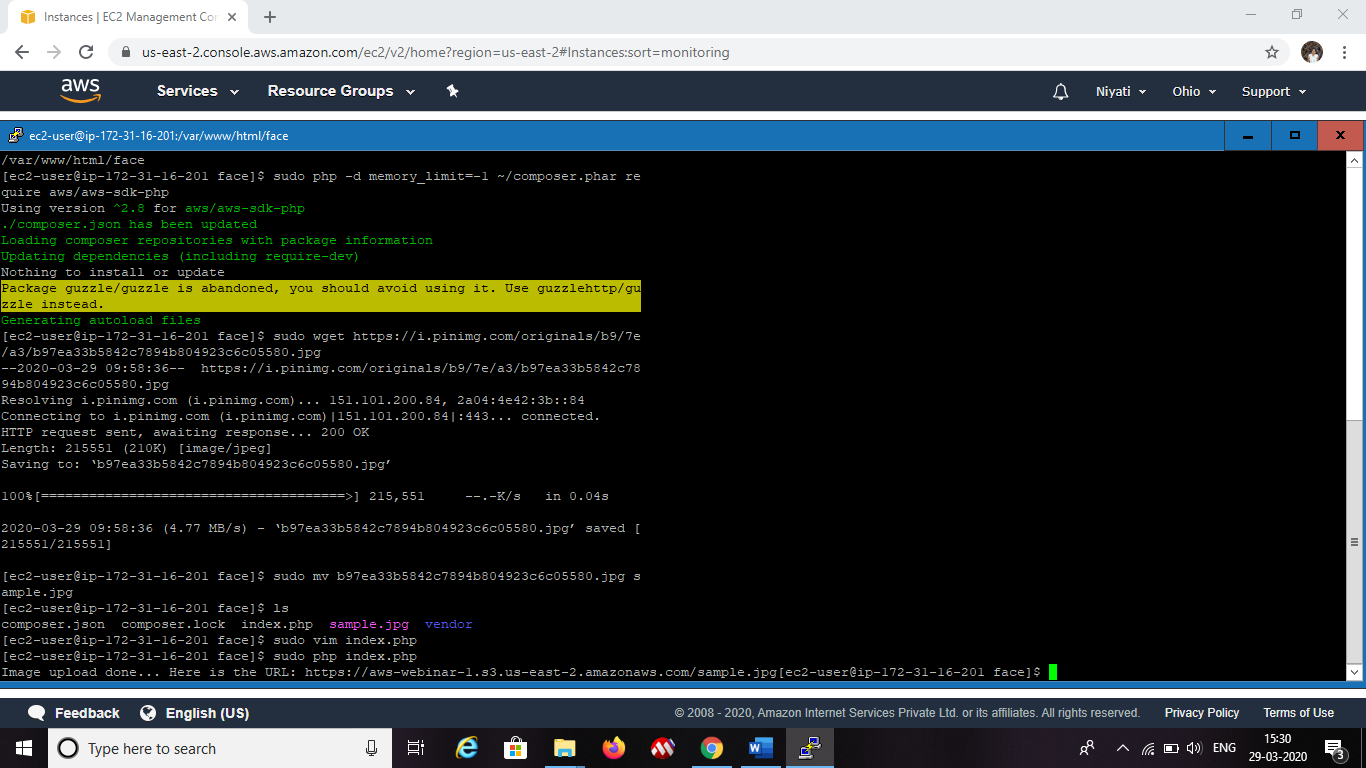 Instances | EC2 Management Con
us-east-2.console.aws.amazon.com/ec2/v2/home?region=us-east-2#Instances:sort=monitoring
aws Services Resource Groups Niyati Ohio Support
ec2-user@ip-172-31-16-201:/var/www/html/face
/var/www/html/face
[ec2-user@ip-172-31-16-201 face]$ sudo php -d memory_limit=-1 ~/composer.phar re
quire aws/aws-sdk-php
Using version ^2.8 for aws/aws-sdk-php
./composer.json has been updated
Loading composer repositories with package information
Updating dependencies (including require-dev)
Nothing to install or update
Package guzzle/guzzle is abandoned, you should avoid using it. Use guzzlehttp/gu
zzle instead.
Generating autoload files
[ec2-user@ip-172-31-16-201 face]$ sudo wget https://i.pinimg.com/originals/b9/7e
/a3/b97ea33b5842c7894b804923c6c05580.jpg
--2020-03-29 09:58:36--  https://i.pinimg.com/originals/b9/7e/a3/b97ea33b5842c78
94b804923c6c05580.jpg
Resolving i.pinimg.com (i.pinimg.com)... 151.101.200.84, 2a04:4e42:3b::84
Connecting to i.pinimg.com (i.pinimg.com)|151.101.200.84|:443... connected.
HTTP request sent, awaiting response... 200 OK
Length: 215551 (210K) [image/jpeg]
Saving to: ‘b97ea33b5842c7894b804923c6c05580.jpg’
100%[======================================>] 215,551     --.-K/s   in 0.04s
2020-03-29 09:58:36 (4.77 MB/s) - ‘b97ea33b5842c7894b804923c6c05580.jpg’ saved [
215551/215551]
[ec2-user@ip-172-31-16-201 face]$ sudo mv b97ea33b5842c7894b804923c6c05580.jpg s
ample.jpg
[ec2-user@ip-172-31-16-201 face]$ ls
composer.json  composer.lock  index.php  sample.jpg  vendor
[ec2-user@ip-172-31-16-201 face]$ sudo vim index.php
[ec2-user@ip-172-31-16-201 face]$ sudo php index.php
Image upload done... Here is the URL: https://aws-webinar-1.s3.us-east-2.amazonaws.com/sample.jpg[ec2-user@ip-172-31-16-201 face]$
Feedback English (US) © 2008 - 2020, Amazon Internet Services Private Ltd. or its affiliates. All rights reserved. Privacy Policy Terms of Use
Type here to search ENG 15:30
29-03-2020 3